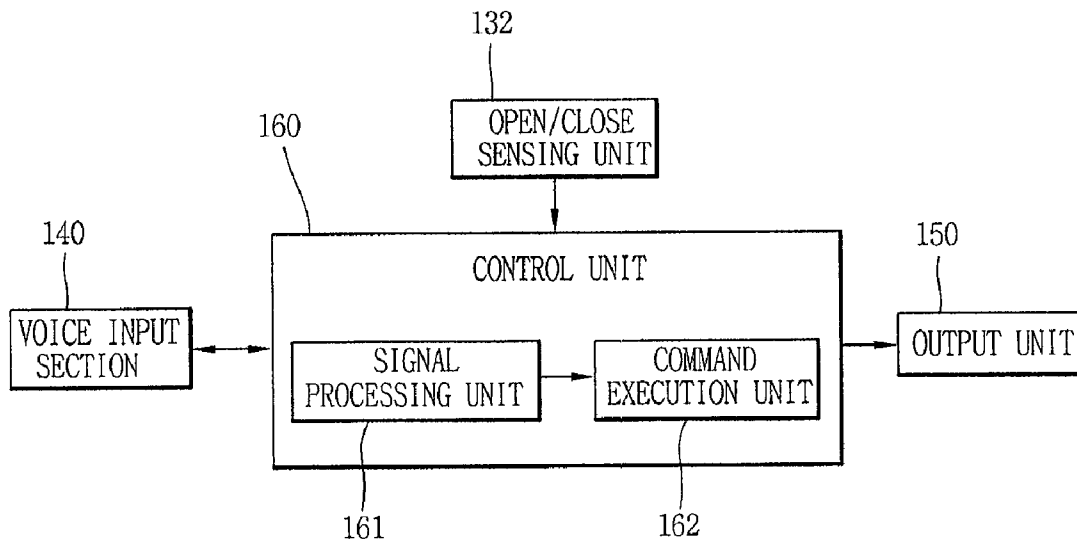 132
OPEN/CLOSE
SENSING UNIT
160
CONTROL UNIT
140
VOICE INPUT
SECTION
150
OUTPUT UNIT
SIGNAL
PROCESSING UNIT
COMMAND
EXECUTION UNIT
161
162